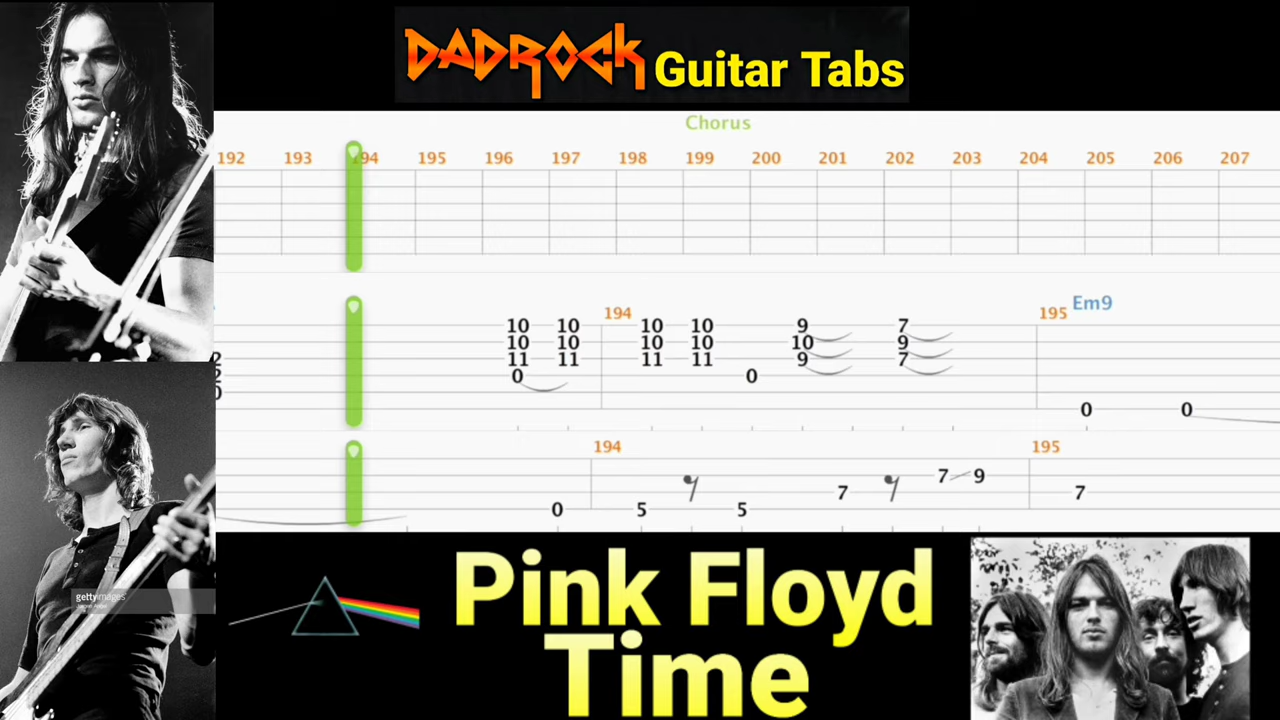 DADROCK Guitar Tabs
Chorus
192 193 194 195 196 197 198 199 200 201 202 203 204 205 206 207
194 195 Em9
10 10 10 10 9 7
10 10 10 10 10 9
2 11 11 11 11 9 7
2 0 0
0
0 0
194 195
7 9
7 7
0 5 5
gettyimages
Pink Floyd
Time